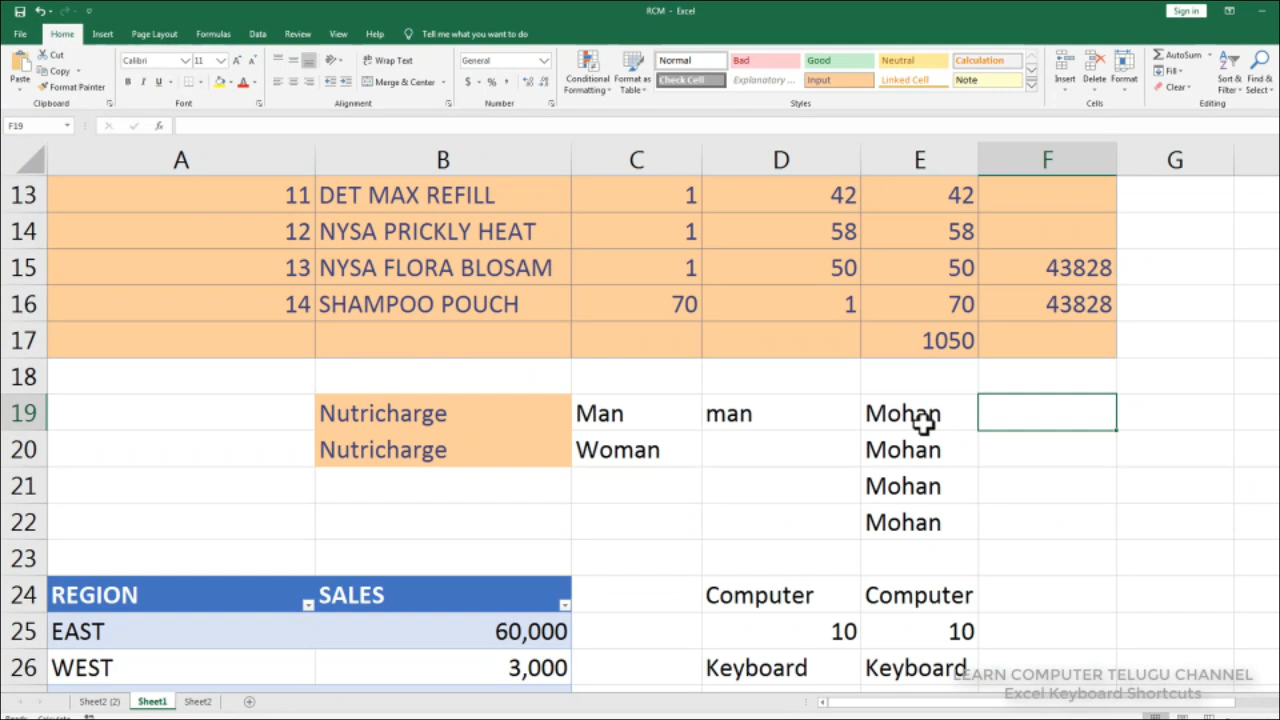 RCM - Excel
Sign in
File Home Insert Page Layout Formulas Data Review View Help Tell me what you want to do
Paste
Cut
Copy
Format Painter
Clipboard
Calibri 11
B I U
Font
Wrap Text
Merge & Center
Alignment
General
$ % ,
Number
Conditional Formatting
Format as Table
Normal Bad Good Neutral Calculation
Check Cell Explanatory ... Input Linked Cell Note
Styles
Insert Delete Format
Cells
AutoSum
Fill
Clear
Sort & Filter
Find & Select
Editing
F19 fx
A B C D E F G
13 11 DET MAX REFILL 1 42 42
14 12 NYSA PRICKLY HEAT 1 58 58
15 13 NYSA FLORA BLOSAM 1 50 50 43828
16 14 SHAMPOO POUCH 70 1 70 43828
17 1050
18
19 Nutricharge Man man Mohan
20 Nutricharge Woman Mohan
21 Mohan
22 Mohan
23
24 REGION SALES Computer Computer
25 EAST 60,000 10 10
26 WEST 3,000 Keyboard Keyboard
LEARN COMPUTER TELUGU CHANNEL
Excel Keyboard Shortcuts
Sheet2 (2) Sheet1 Sheet2